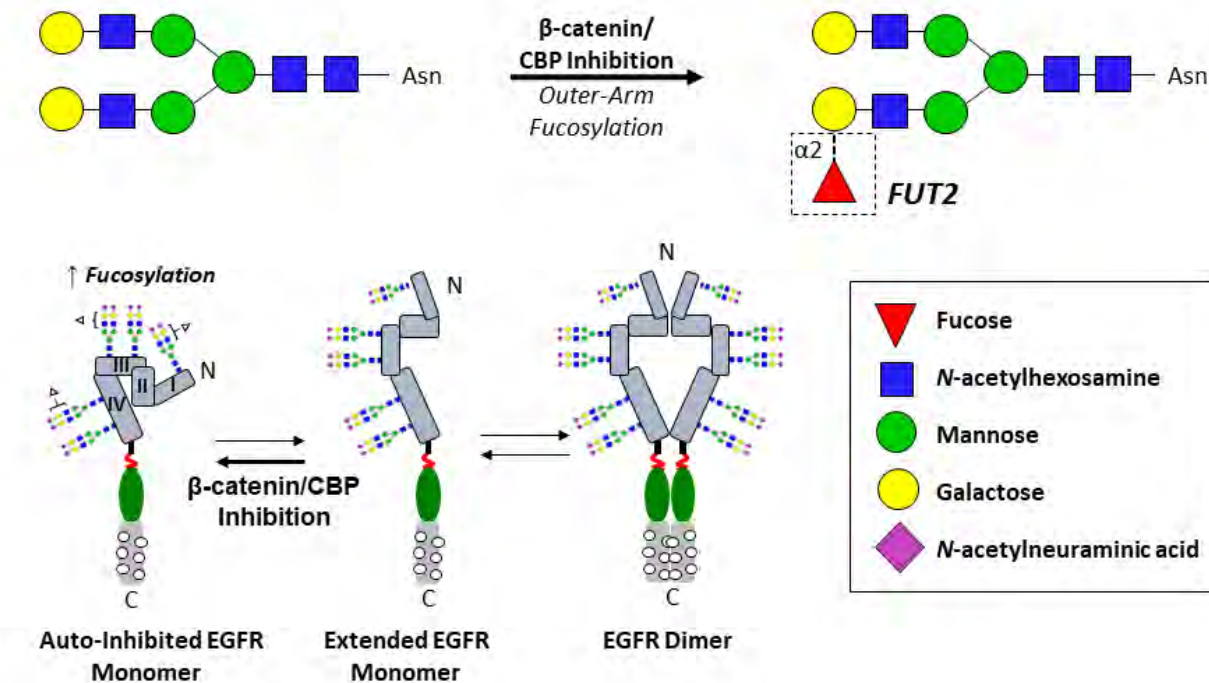 Asn
β-catenin/
CBP Inhibition
Outer-Arm
Fucosylation
Asn
α2
FUT2
↑ Fucosylation
N
III
II
I
IV
β-catenin/CBP
Inhibition
C
Auto-Inhibited EGFR
Monomer
N
C
Extended EGFR
Monomer
N
C
EGFR Dimer
Fucose
N-acetylhexosamine
Mannose
Galactose
N-acetylneuraminic acid